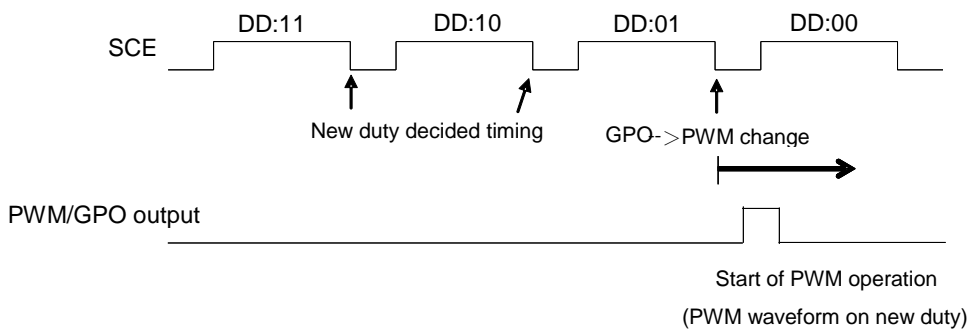 DD:11 DD:10 DD:01 DD:00
SCE
New duty decided timing
GPO-->PWM change
PWM/GPO output
Start of PWM operation
(PWM waveform on new duty)